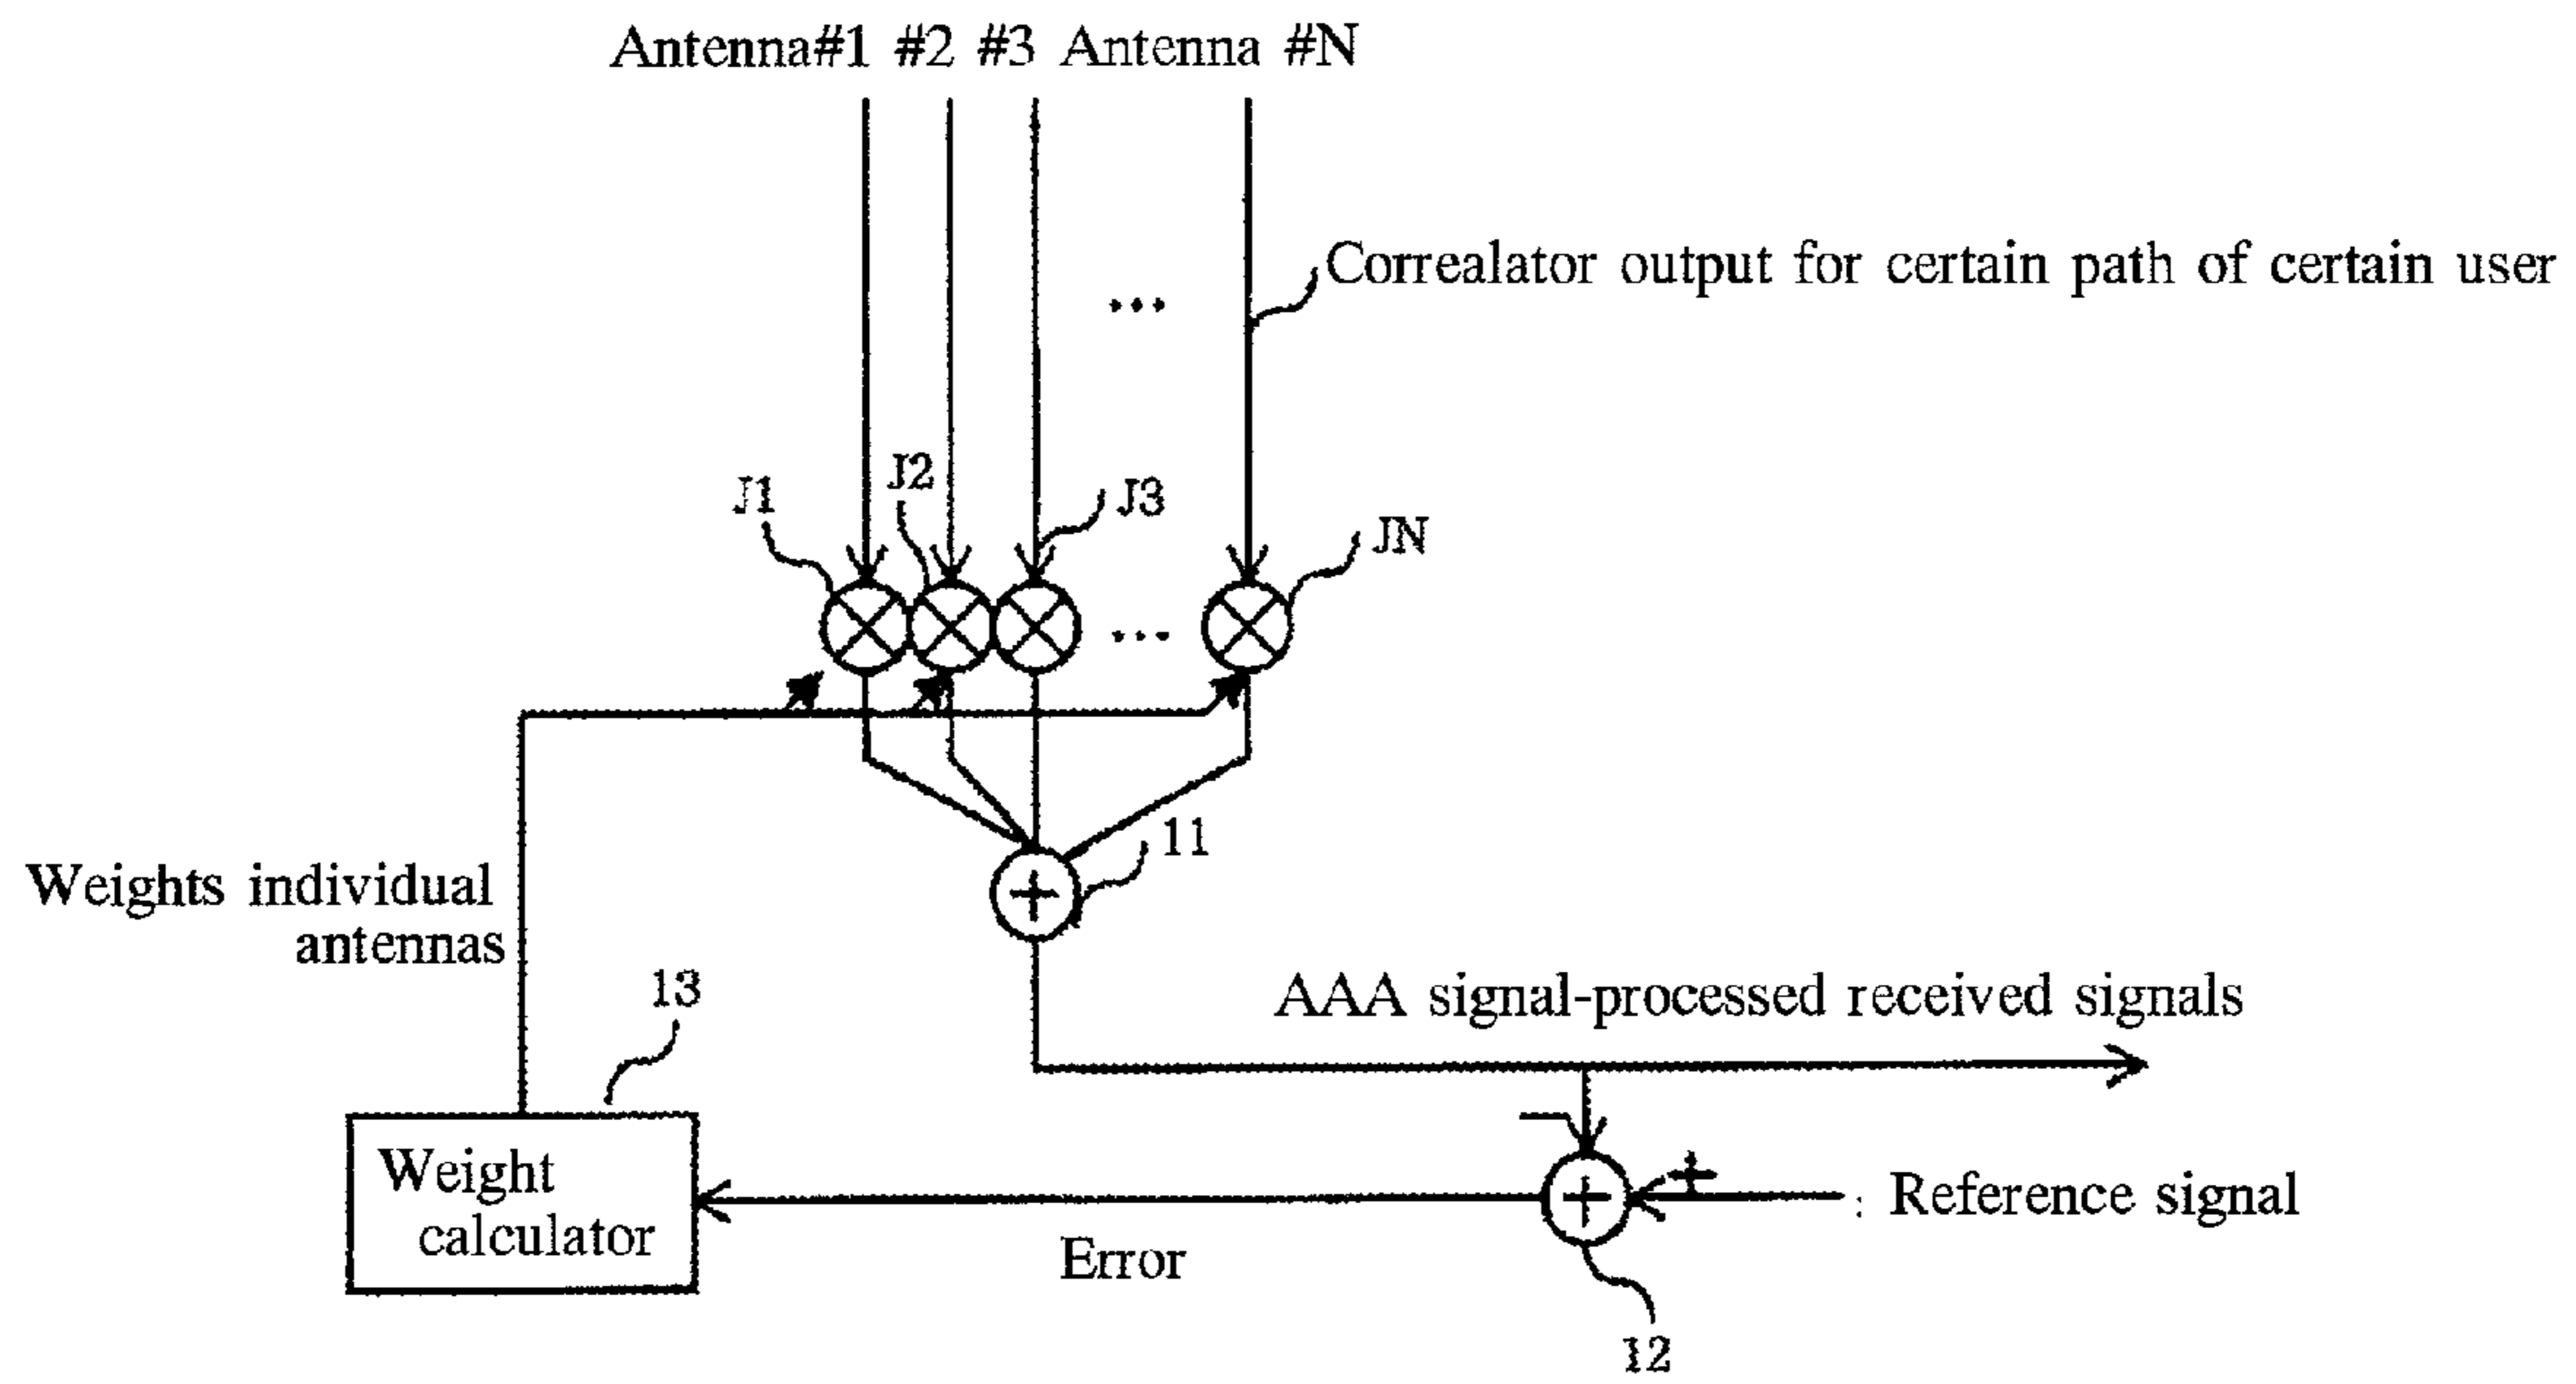 Antenna#1 #2 #3 Antenna #N
Correalator output for certain path of certain user
...
J1
J2
J3
JN
...
Weights individual
antennas
11
13
AAA signal-processed received signals
Weight
calculator
Error
+
−
+
+
: Reference signal
12